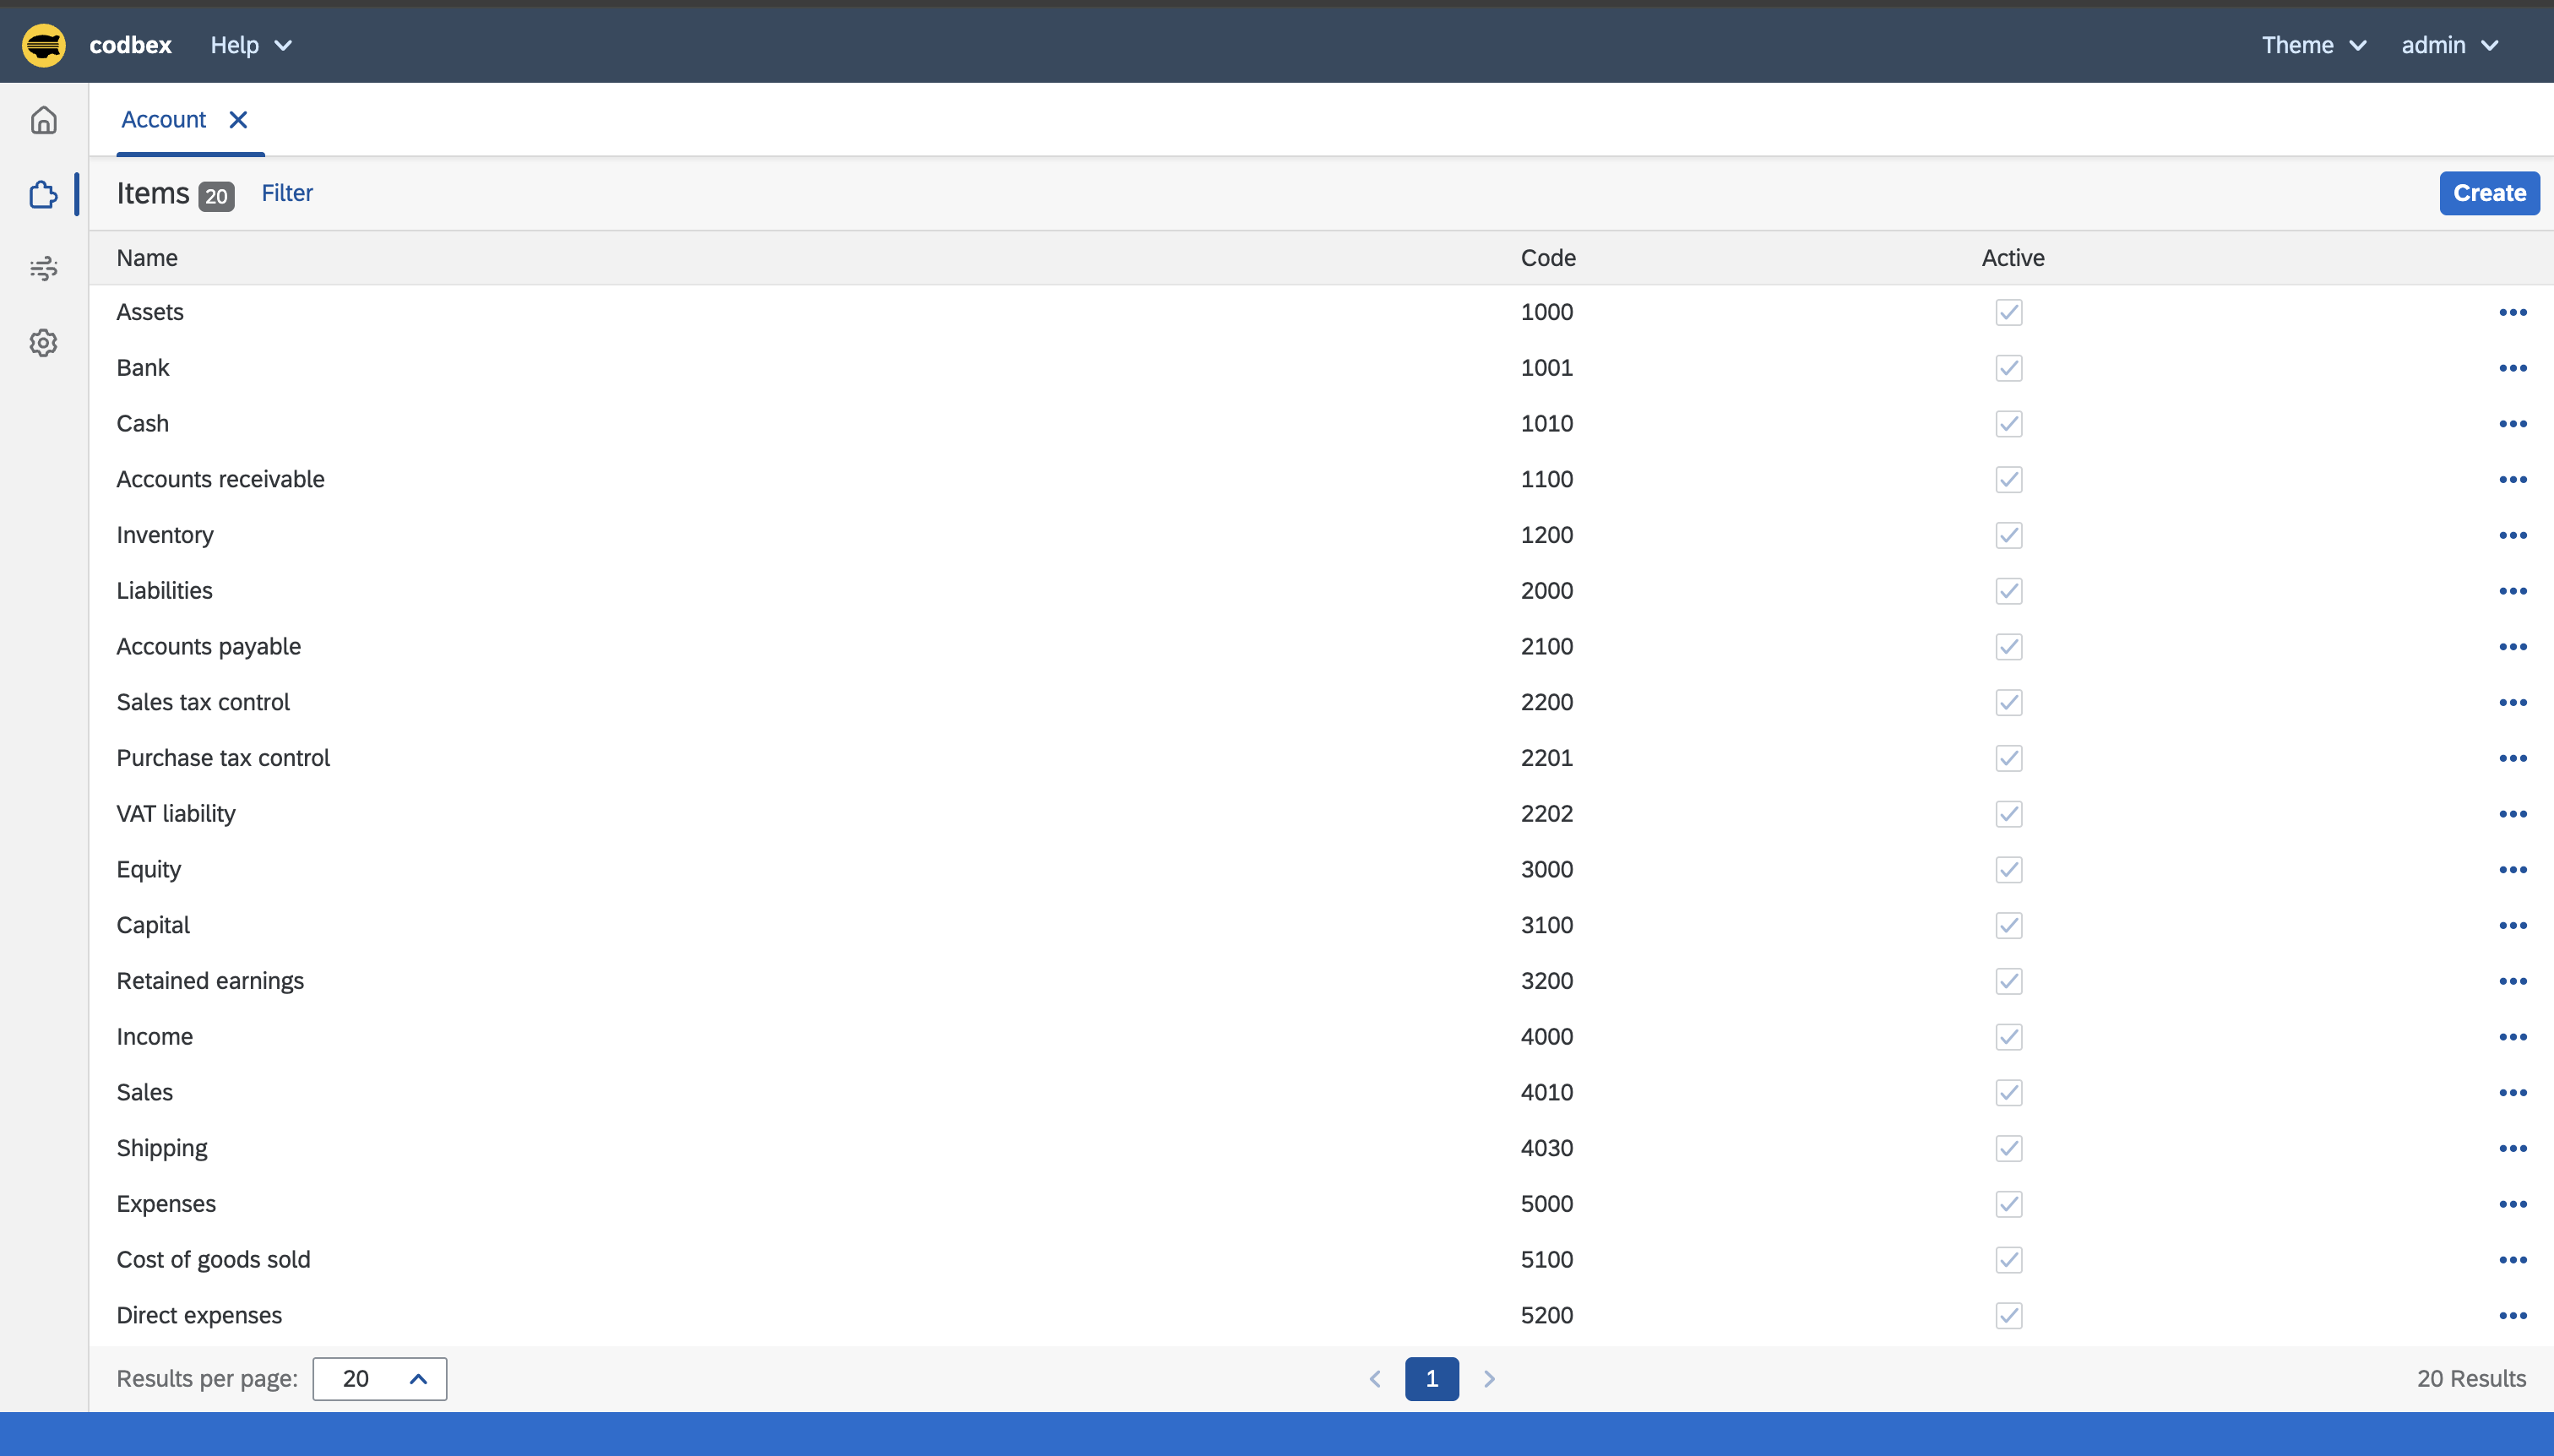 codbex Help Theme admin
Account
Items 20 Filter Create
Name Code Active
Assets 1000
Bank 1001
Cash 1010
Accounts receivable 1100
Inventory 1200
Liabilities 2000
Accounts payable 2100
Sales tax control 2200
Purchase tax control 2201
VAT liability 2202
Equity 3000
Capital 3100
Retained earnings 3200
Income 4000
Sales 4010
Shipping 4030
Expenses 5000
Cost of goods sold 5100
Direct expenses 5200
Results per page: 20 1 20 Results